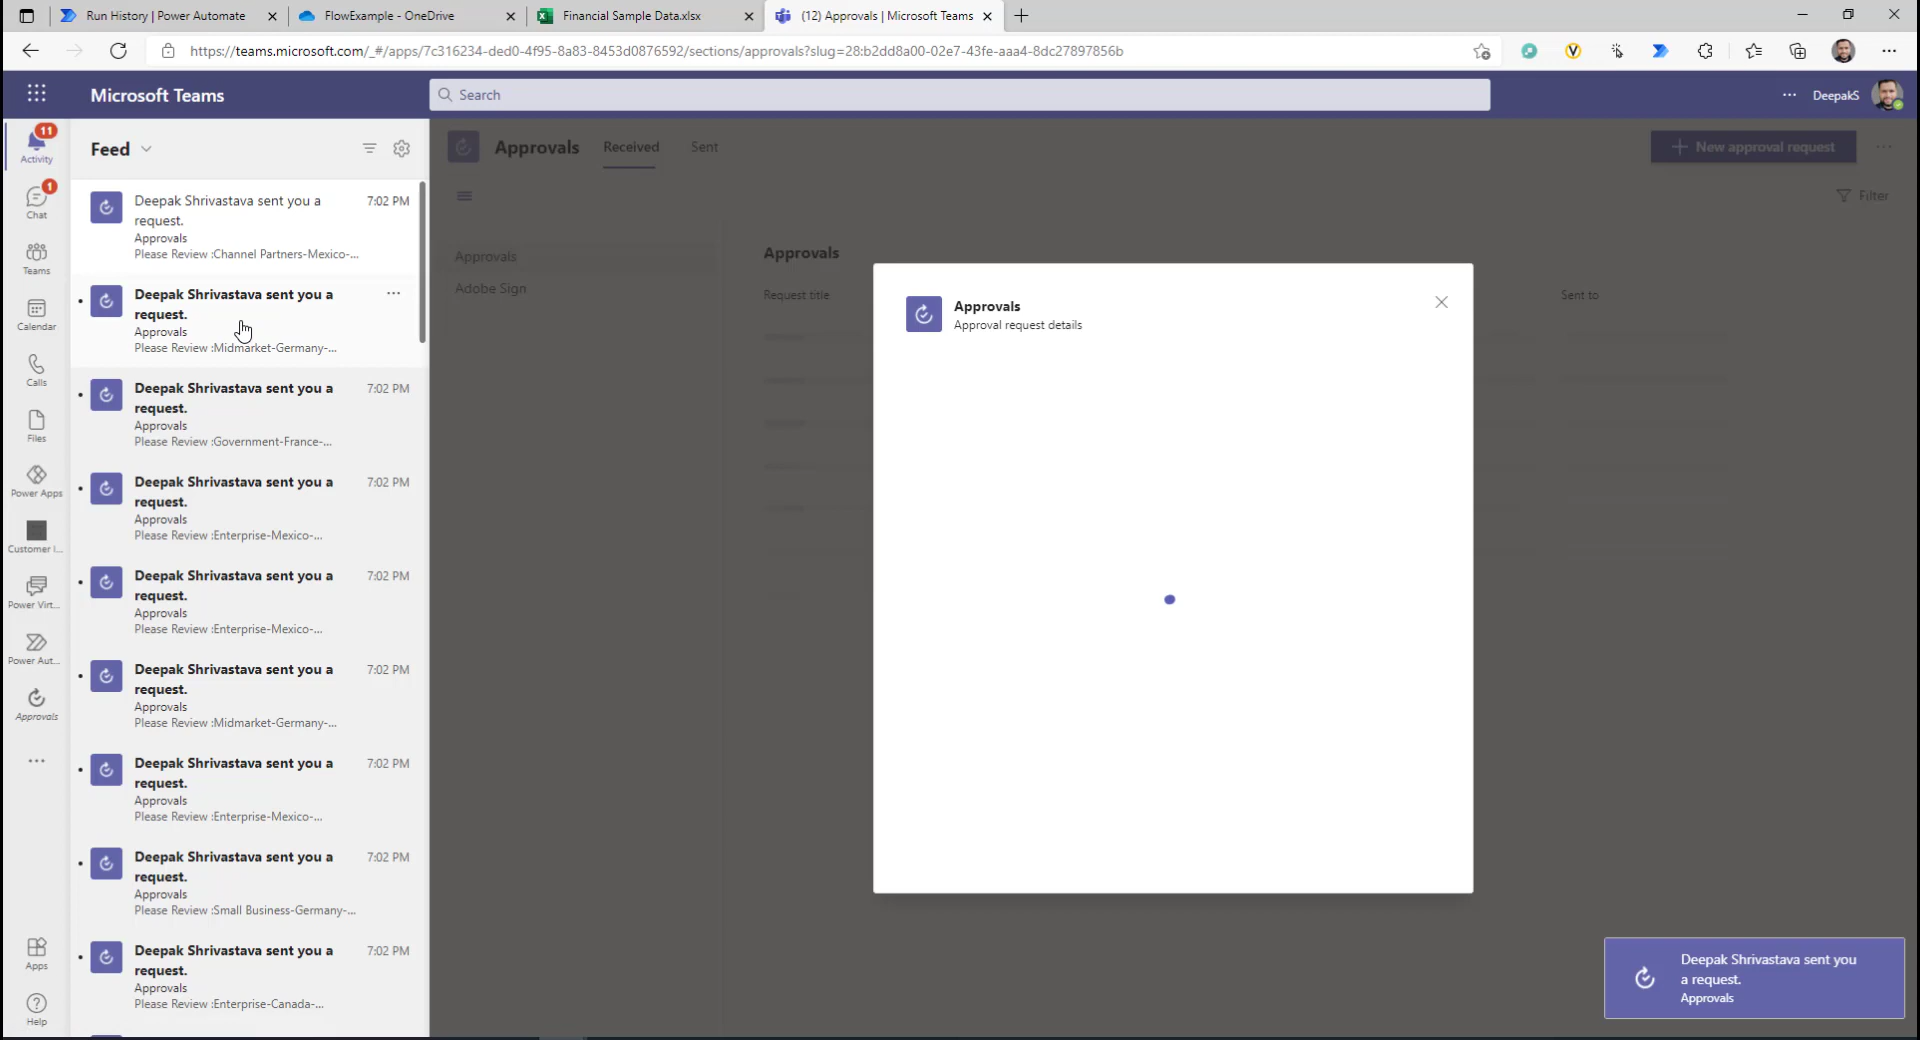 Run History | Power Automate
FlowExample - OneDrive
Financial Sample Data.xlsx
(12) Approvals | Microsoft Teams
https://teams.microsoft.com/_#/apps/7c316234-ded0-4f95-8a83-8453d0876592/sections/approvals?slug=28:b2dd8a00-02e7-43fe-aaa4-8dc27897856b
Microsoft Teams
Search
DeepakS
11
Activity
1
Chat
Teams
Calendar
Calls
Files
Power Apps
Customer I...
Power Virt...
Power Aut...
Approvals
Apps
Help
Feed
Deepak Shrivastava sent you a
request.
7:02 PM
Approvals
Please Review :Channel Partners-Mexico-...
Deepak Shrivastava sent you a
request.
Approvals
Please Review :Midmarket-Germany-...
Deepak Shrivastava sent you a
request.
7:02 PM
Approvals
Please Review :Government-France-...
Deepak Shrivastava sent you a
request.
7:02 PM
Approvals
Please Review :Enterprise-Mexico-...
Deepak Shrivastava sent you a
request.
7:02 PM
Approvals
Please Review :Enterprise-Mexico-...
Deepak Shrivastava sent you a
request.
7:02 PM
Approvals
Please Review :Midmarket-Germany-...
Deepak Shrivastava sent you a
request.
7:02 PM
Approvals
Please Review :Enterprise-Mexico-...
Deepak Shrivastava sent you a
request.
7:02 PM
Approvals
Please Review :Small Business-Germany-...
Deepak Shrivastava sent you a
request.
7:02 PM
Approvals
Please Review :Enterprise-Canada-...
Approvals
Received
Sent
New approval request
Filter
Approvals
Adobe Sign
Approvals
Request title
Sent to
Approvals
Approval request details
Deepak Shrivastava sent you
a request.
Approvals